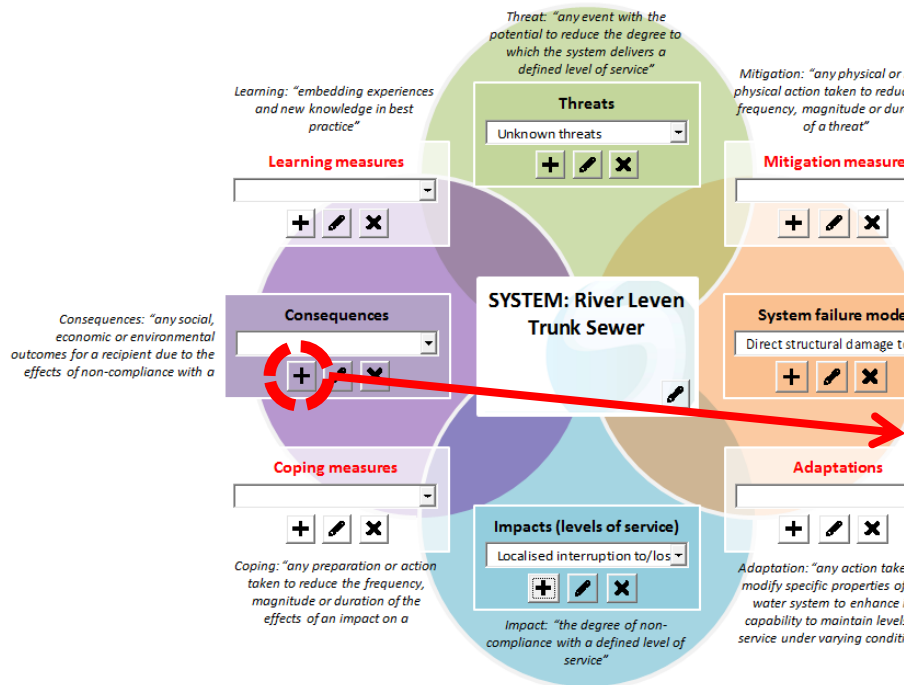 Threat: “any event with the
potential to reduce the degree to
which the system delivers a
defined level of service”
Threats
Unknown threats
Learning: “embedding experiences
and new knowledge in best
practice”
Learning measures
Mitigation: “any physical or
physical action taken to reduc
frequency, magnitude or dur
of a threat”
Mitigation measure
Consequences: “any social,
economic or environmental
outcomes for a recipient due to the
effects of non-compliance with a
Consequences
SYSTEM: River Leven
Trunk Sewer
System failure mode
Direct structural damage t
Coping measures
Coping: “any preparation or action
taken to reduce the frequency,
magnitude or duration of the
effects of an impact on a
Impacts (levels of service)
Localised interruption to/los
Impact: “the degree of non-
compliance with a defined level of
service”
Adaptations
Adaptation: “any action take
modify specific properties of
water system to enhance
capability to maintain levels
service under varying conditi